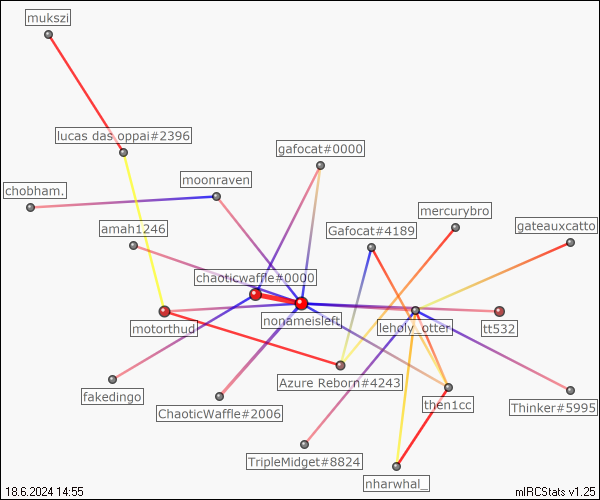 mukszi
lucas das oppai#2396
gafocat#0000
moonraven
chobham.
mercurybro
amah1246
Gafocat#4189
gateauxcatto
chaoticwaffle#0000
nonameisleft
motorthud
leholy_otter
tt532
Azure Reborn#4243
fakedingo
ChaoticWaffle#2006
then1cc
Thinker#5995
TripleMidget#8824
nharwhal_
18.6.2024 14:55
mIRCStats v1.25